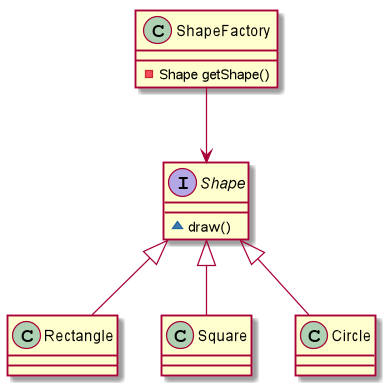 C ShapeFactory
Shape getShape()
I Shape
draw()
C Rectangle
C Square
C Circle